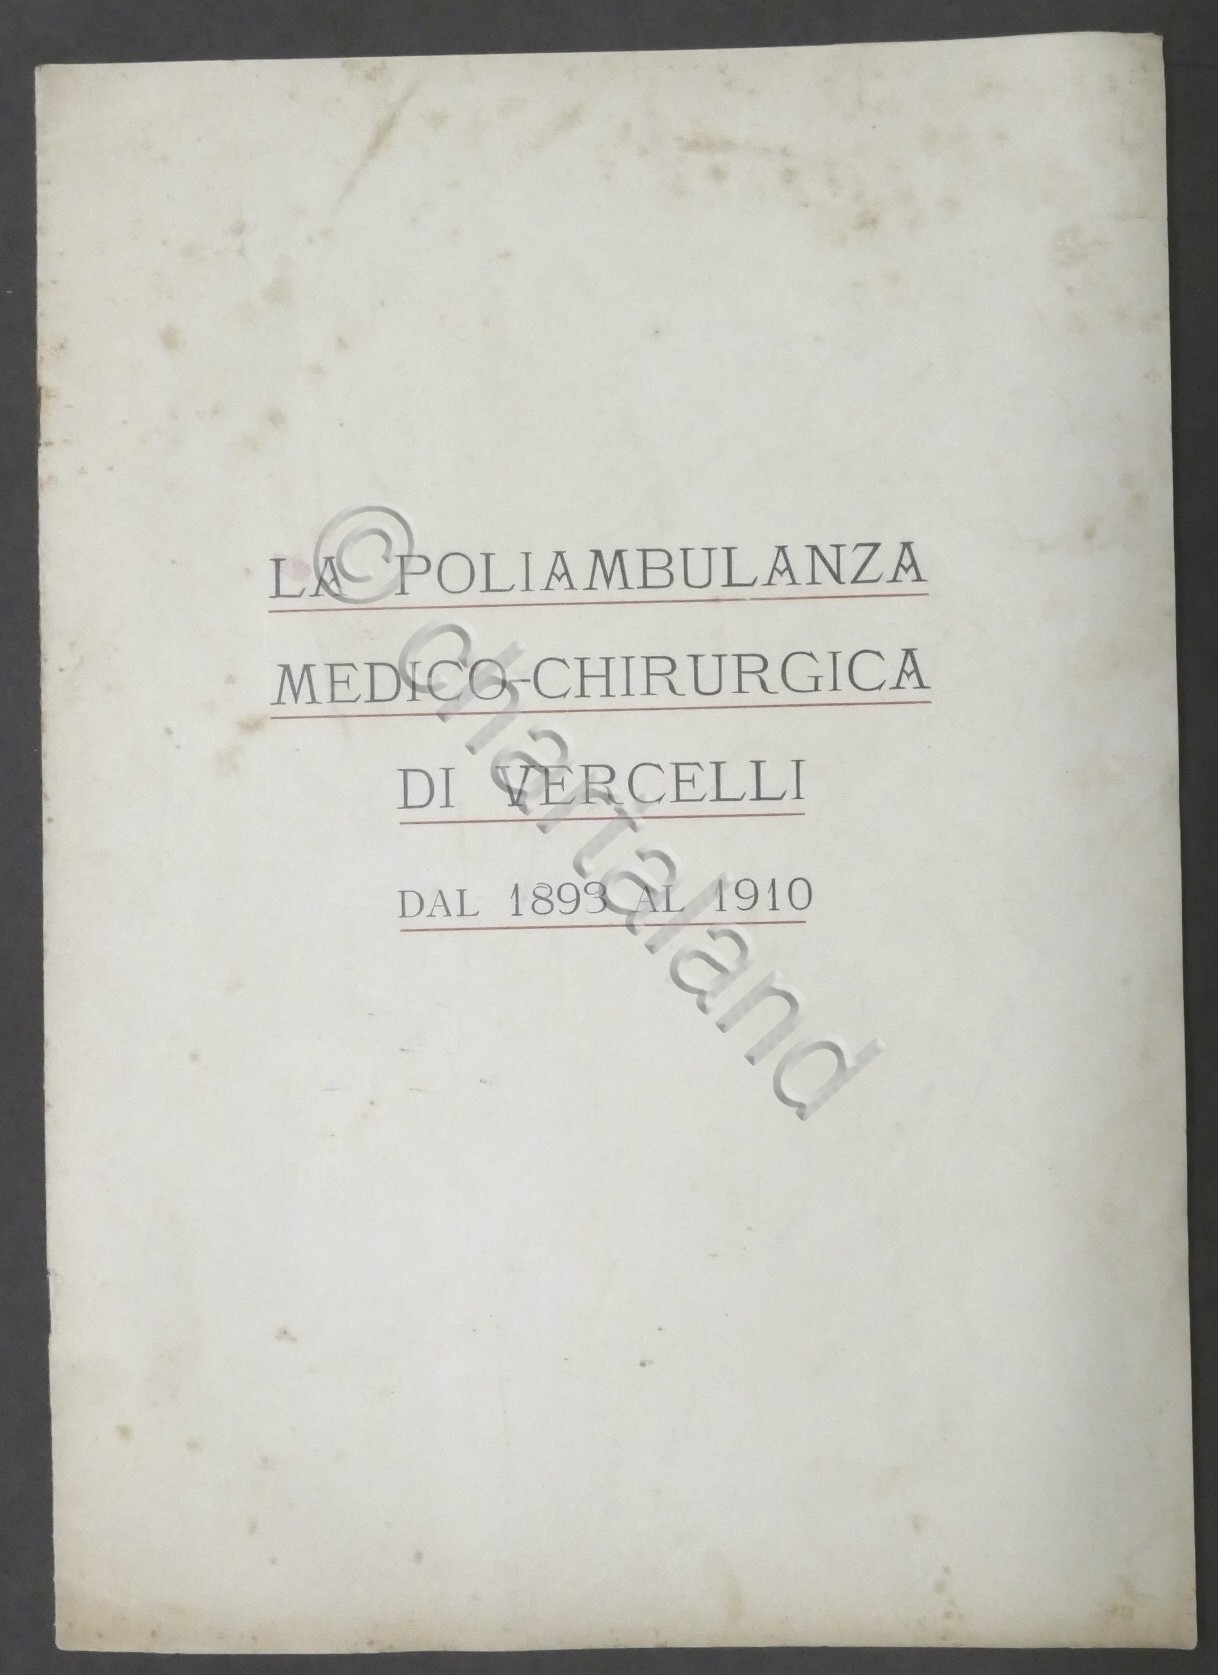 LA POLIAMBULANZA
MEDICO-CHIRURGICA
DI VERCELLI
DAL 1893 AL 1910
© Chartaland